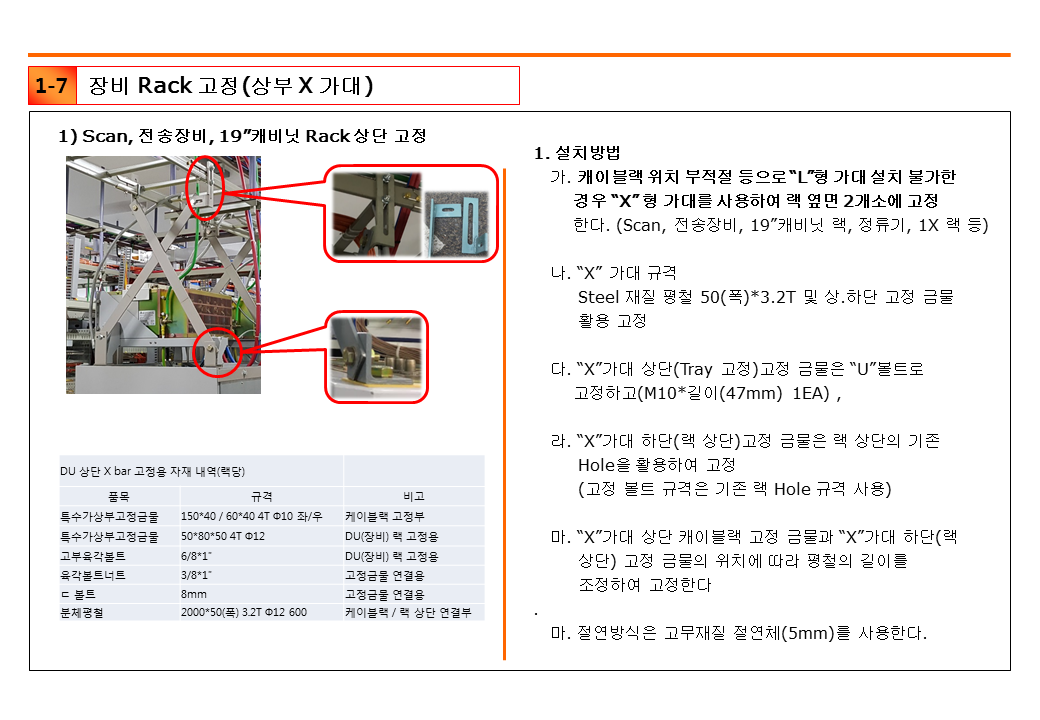 1-7 장비 Rack 고정(상부 X 가대)
1) Scan, 전송장비, 19”캐비닛 Rack 상단 고정
DU 상단 X bar 고정용 자재 내역(랙당)
품목 규격 비고
특수가상부고정금물 150*40 / 60*40 4T Φ10 좌/우 케이블랙 고정부
특수가상부고정금물 50*80*50 4T Φ12 DU(장비) 랙 고정용
고부육각볼트 6/8*1" DU(장비) 랙 고정용
육각볼트너트 3/8*1" 고정금물 연결용
ㄷ 볼트 8mm 고정금물 연결용
분체평철 2000*50(폭) 3.2T Φ12 600 케이블랙 / 랙 상단 연결부
1. 설치방법
가. 케이블랙 위치 부적절 등으로 “L”형 가대 설치 불가한
경우 “X” 형 가대를 사용하여 랙 옆면 2개소에 고정
한다. (Scan, 전송장비, 19”캐비닛 랙, 정류기, 1X 랙 등)
나. “X” 가대 규격
Steel 재질 평철 50(폭)*3.2T 및 상.하단 고정 금물
활용 고정
다. “X”가대 상단(Tray 고정)고정 금물은 “U”볼트로
고정하고(M10*길이(47mm) 1EA) ,
라. “X”가대 하단(랙 상단)고정 금물은 랙 상단의 기존
Hole을 활용하여 고정
(고정 볼트 규격은 기존 랙 Hole 규격 사용)
마. “X”가대 상단 캐이블랙 고정 금물과 “X”가대 하단(랙
상단) 고정 금물의 위치에 따라 평철의 길이를
조정하여 고정한다
.
마. 절연방식은 고무재질 절연체(5mm)를 사용한다.